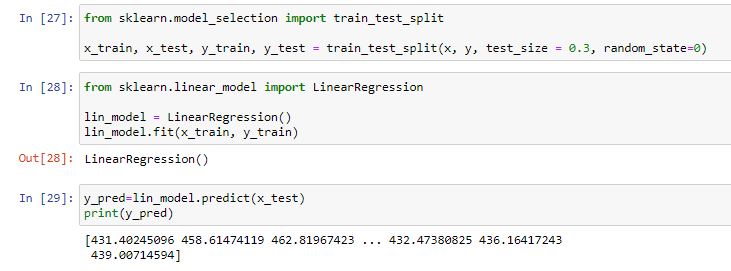 In [27]: from sklearn.model_selection import train_test_split
x_train, x_test, y_train, y_test = train_test_split(x, y, test_size = 0.3, random_state=0)
In [28]: from sklearn.linear_model import LinearRegression
lin_model = LinearRegression()
lin_model.fit(x_train, y_train)
Out[28]: LinearRegression()
In [29]: y_pred=lin_model.predict(x_test)
print(y_pred)
[431.40245096 458.61474119 462.81967423 ... 432.47380825 436.16417243
439.00714594]